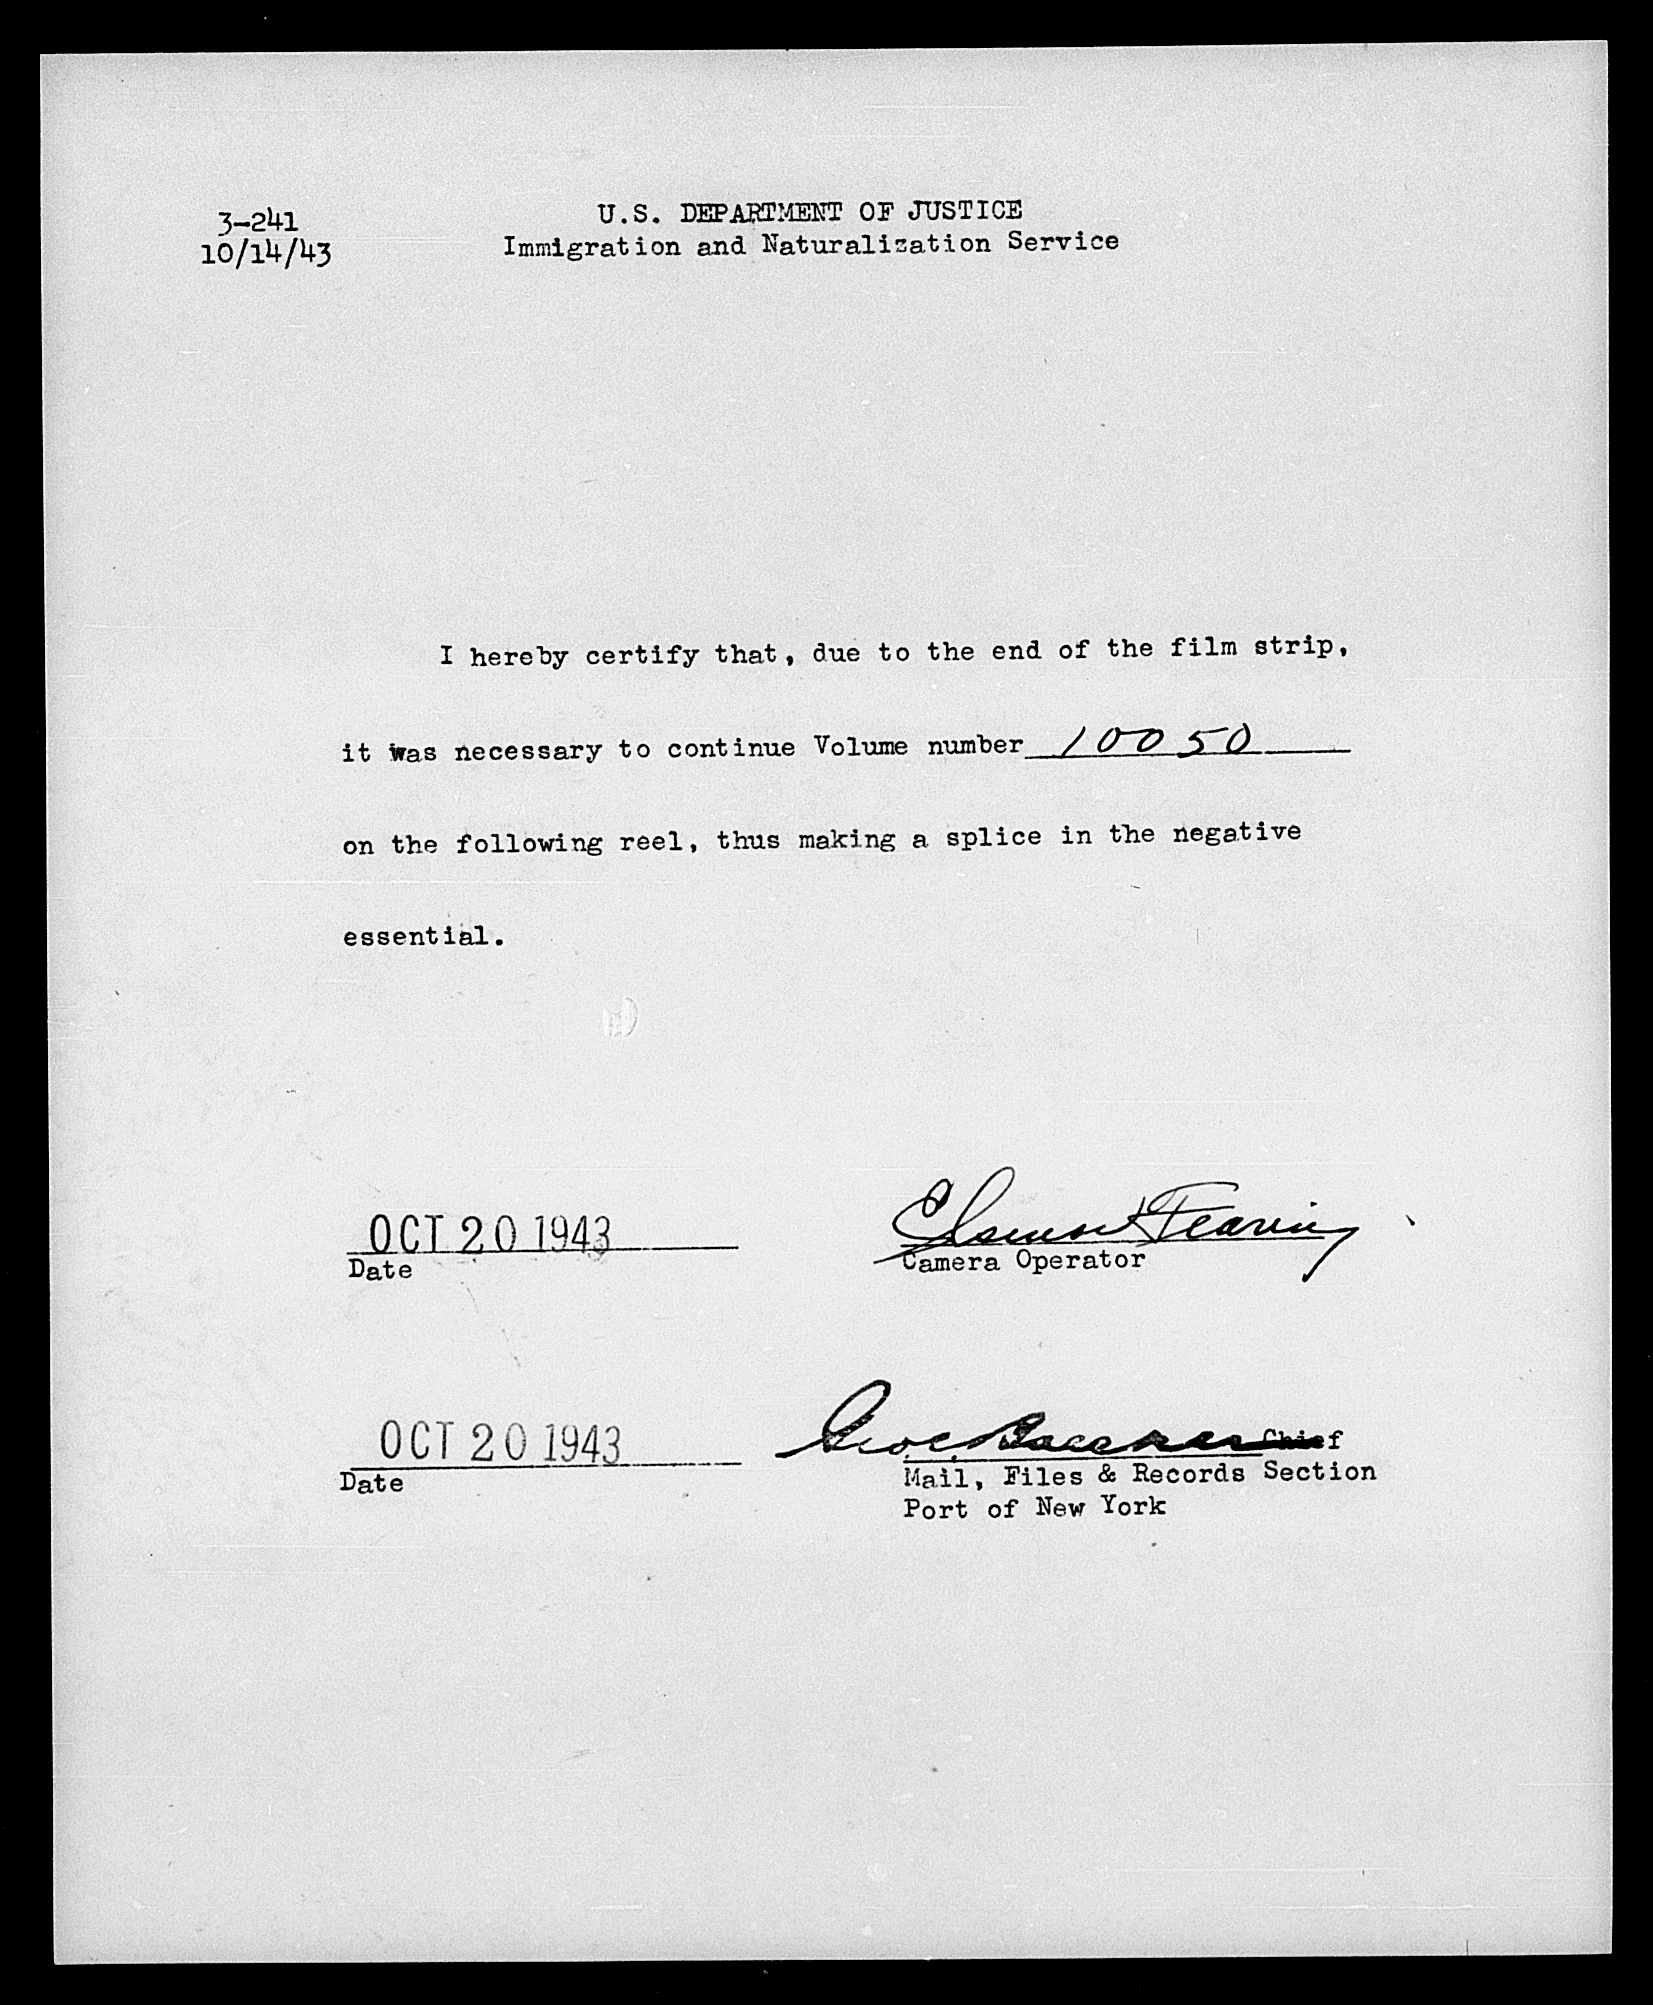 3-241
10/14/43
U.S. DEPARTMENT OF JUSTICE
Immigration and Naturalization Service
I hereby certify that, due to the end of the film strip,
it was necessary to continue Volume number 10050
on the following reel, thus making a splice in the negative
essential.
OCT 20 1943
Date
Fearing
Camera Operator
OCT 20 1943
Date
Chief
Mail, Files & Records Section
Port of New York